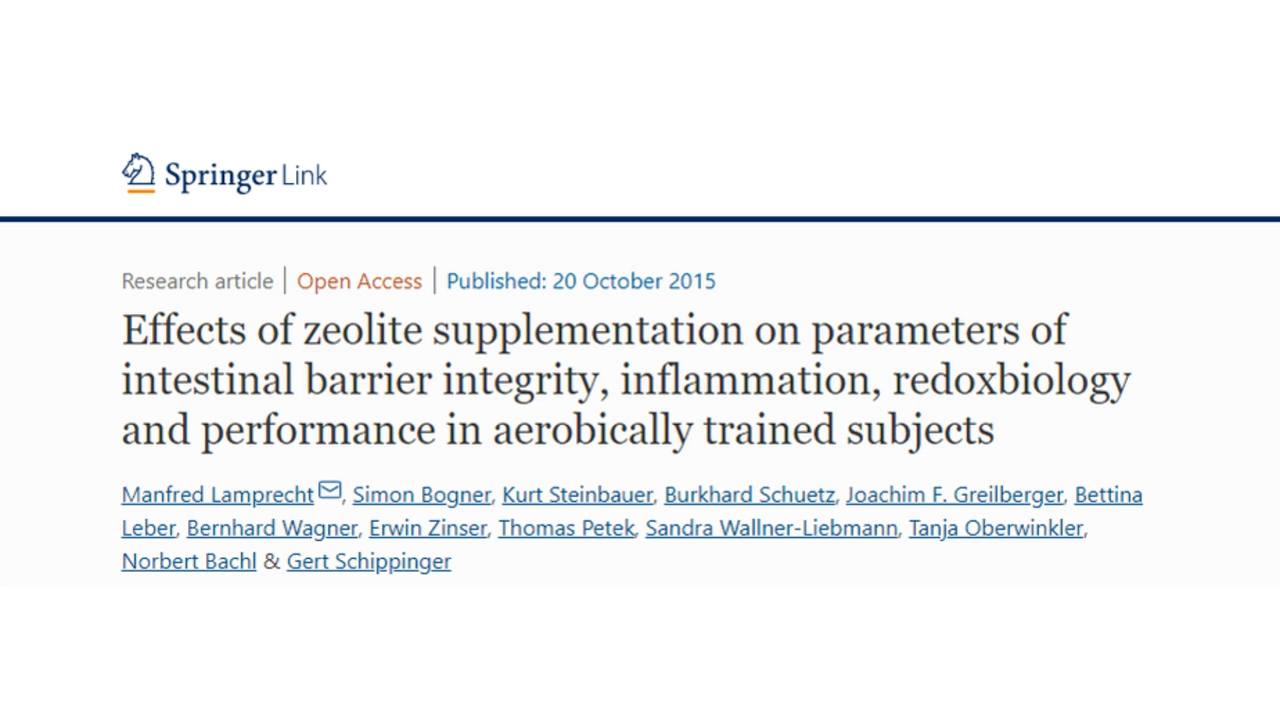 Springer Link
Research article | Open Access | Published: 20 October 2015
Effects of zeolite supplementation on parameters of
intestinal barrier integrity, inflammation, redoxbiology
and performance in aerobically trained subjects
Manfred Lamprecht, Simon Bogner, Kurt Steinbauer, Burkhard Schuetz, Joachim F. Greilberger, Bettina
Leber, Bernhard Wagner, Erwin Zinser, Thomas Petek, Sandra Wallner-Liebmann, Tanja Oberwinkler,
Norbert Bachl & Gert Schippinger